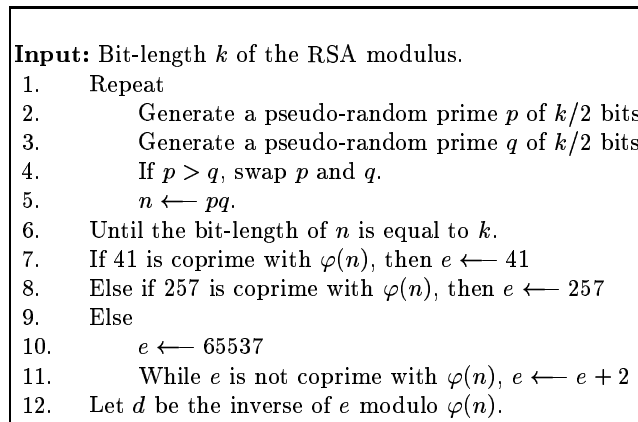 Input: Bit-length k of the RSA modulus.
1. Repeat
2. Generate a pseudo-random prime p of k/2 bits
3. Generate a pseudo-random prime q of k/2 bits
4. If p > q, swap p and q.
5. n ⟵ pq.
6. Until the bit-length of n is equal to k.
7. If 41 is coprime with φ(n), then e ⟵ 41
8. Else if 257 is coprime with φ(n), then e ⟵ 257
9. Else
10. e ⟵ 65537
11. While e is not coprime with φ(n), e ⟵ e + 2
12. Let d be the inverse of e modulo φ(n).